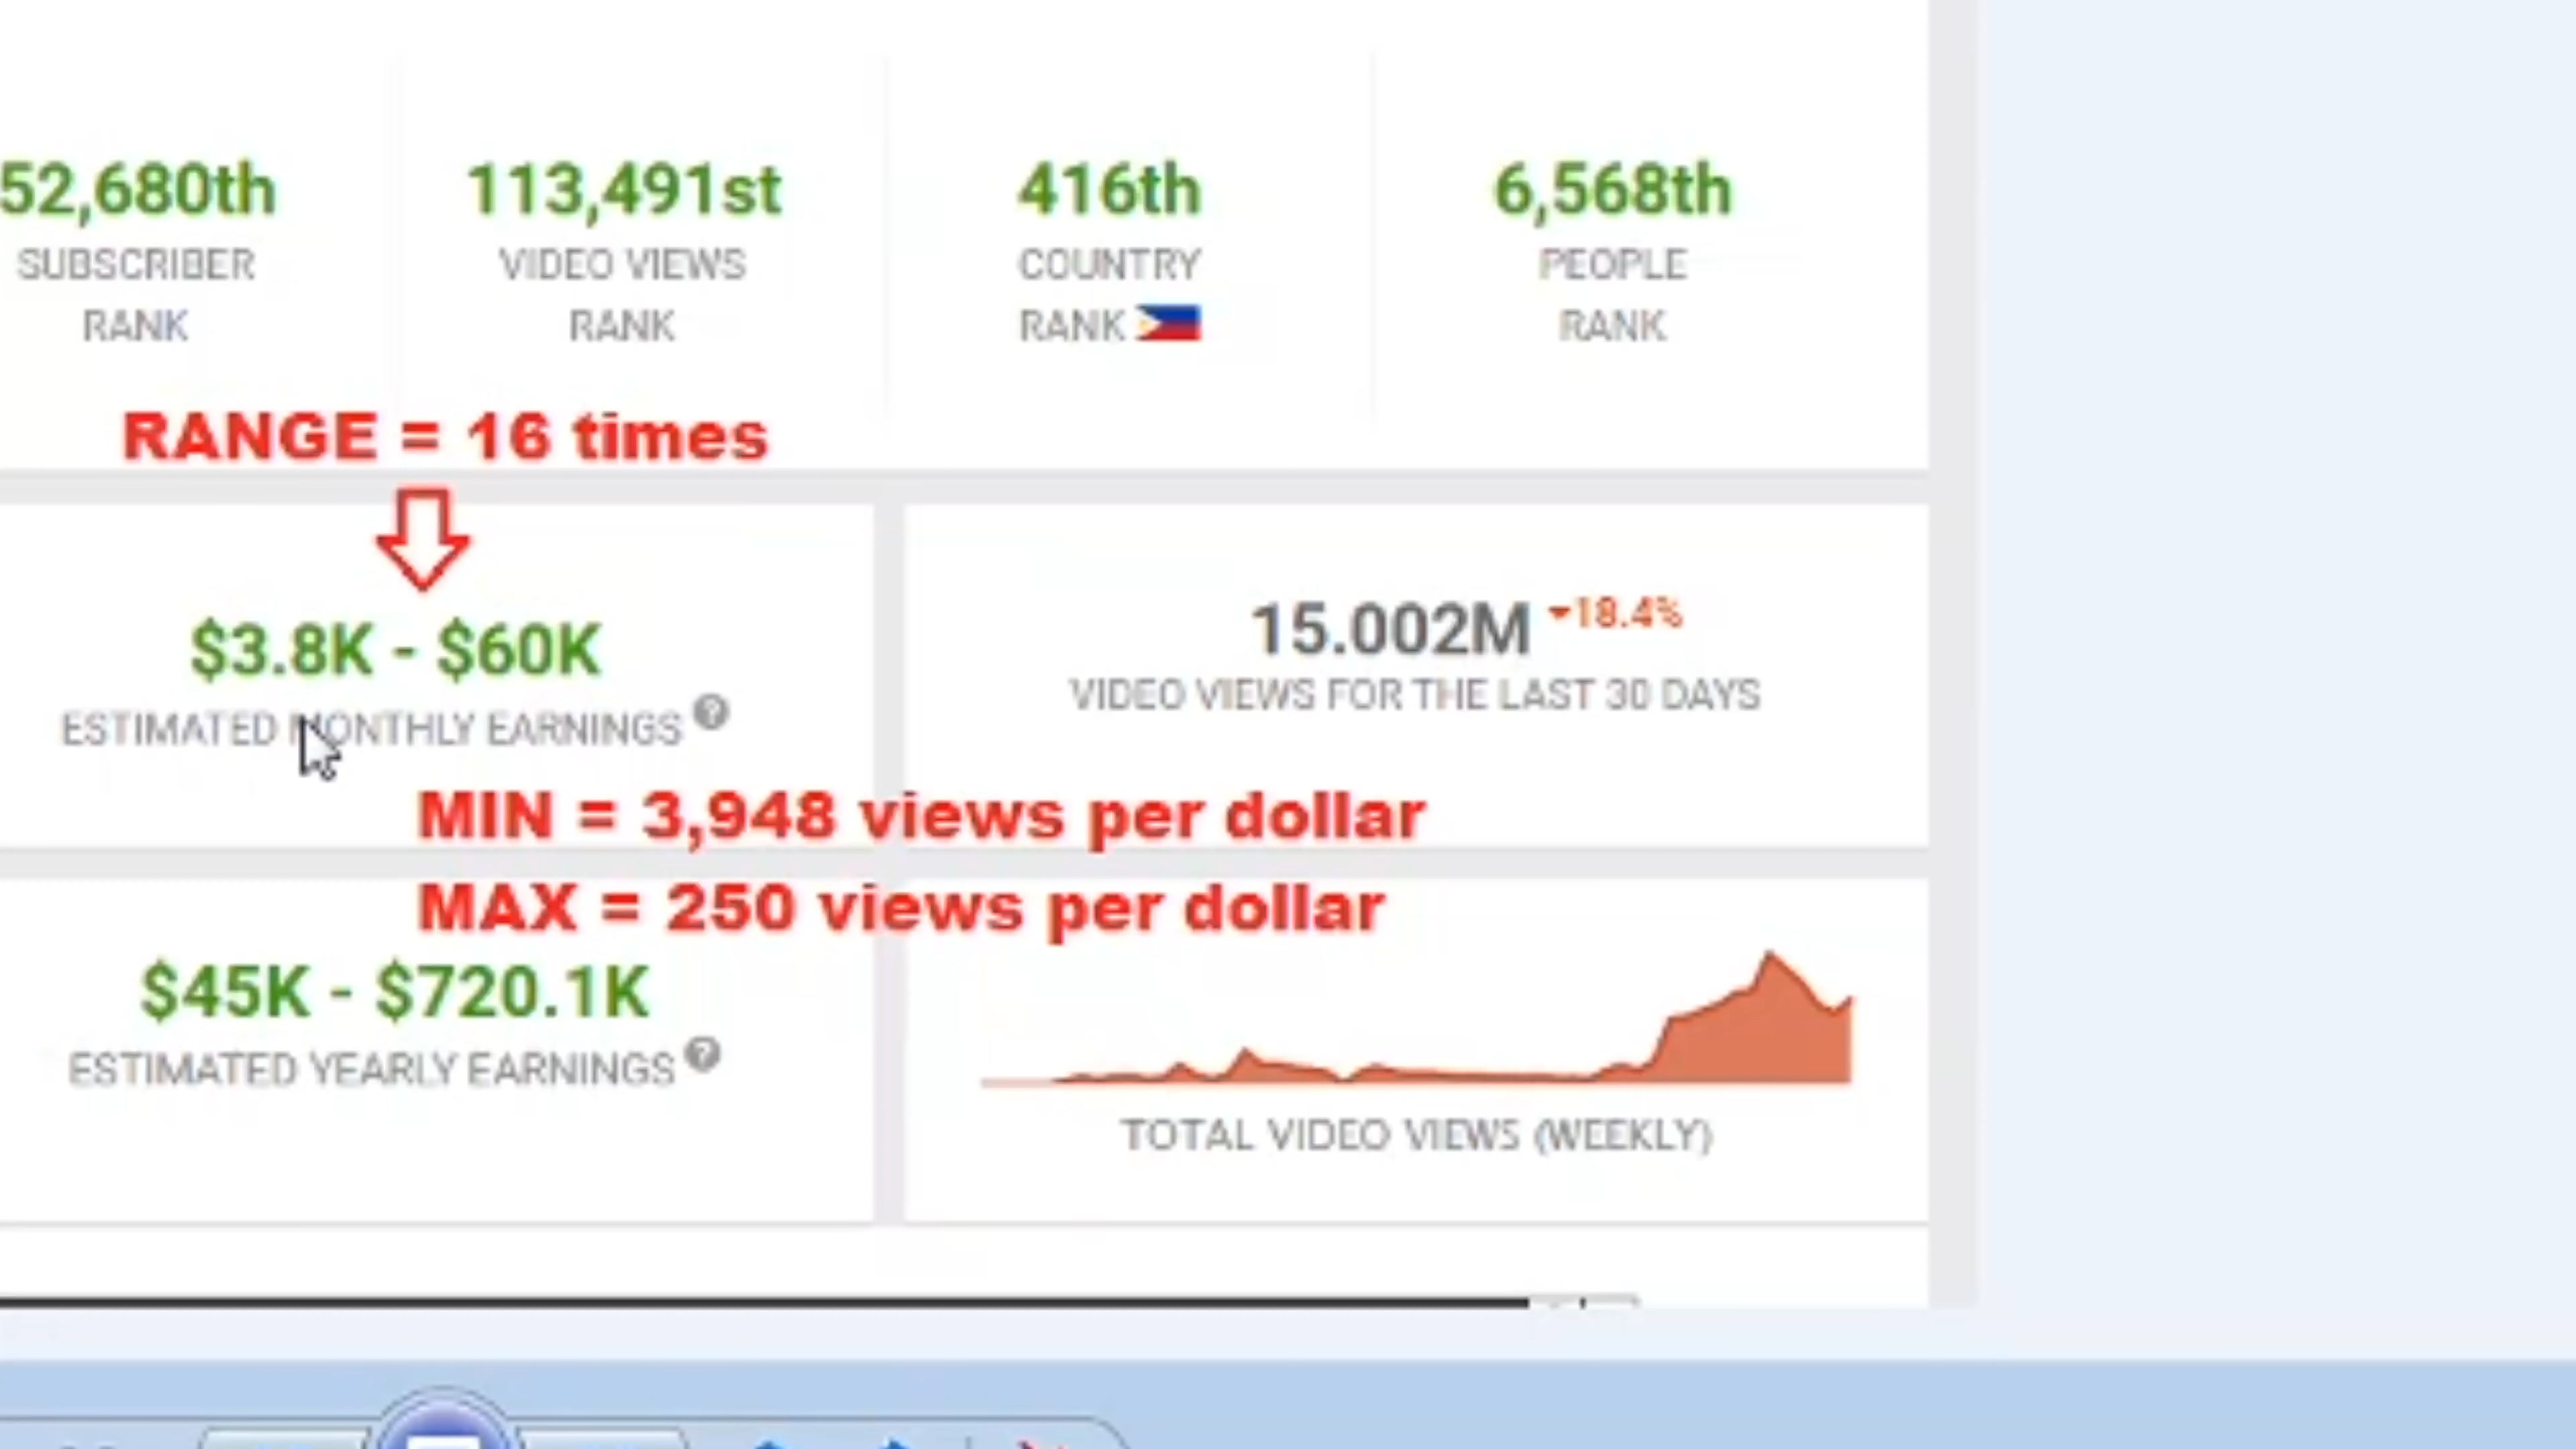 52,680th 113,491st 416th 6,568th
SUBSCRIBER VIDEO VIEWS COUNTRY PEOPLE
RANK RANK RANK RANK
RANGE = 16 times
$3.8K - $60K
ESTIMATED MONTHLY EARNINGS ?
15.002M 18.4%
VIDEO VIEWS FOR THE LAST 30 DAYS
MIN = 3,948 views per dollar
MAX = 250 views per dollar
$45K - $720.1K
ESTIMATED YEARLY EARNINGS ?
TOTAL VIDEO VIEWS (WEEKLY)